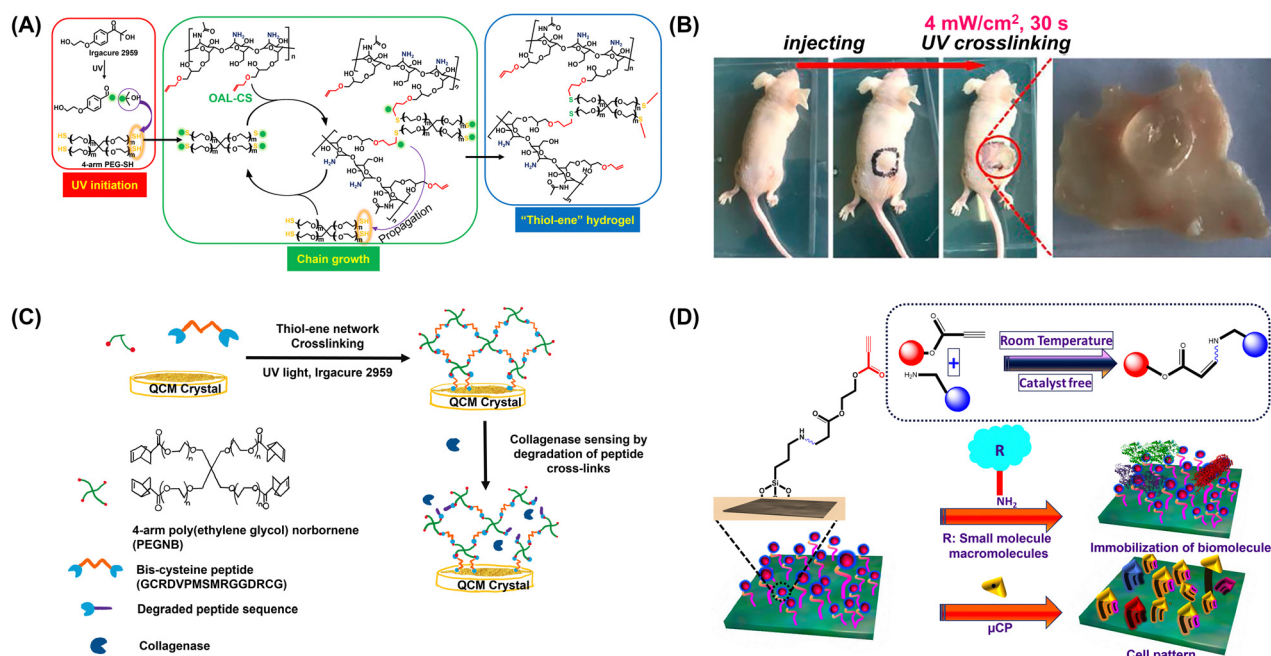 (A)
Irgacure 2959
UV
4-arm PEG-SH
UV initiation
OAL-CS
Propagation
Chain growth
"Thiol-ene" hydrogel
(B)
injecting
4 mW/cm², 30 s
UV crosslinking
(C)
QCM Crystal
Thiol-ene network
Crosslinking
UV light, Irgacure 2959
QCM Crystal
Collagenase sensing by
degradation of peptide
cross-links
QCM Crystal
4-arm poly(ethylene glycol) norbornene
(PEGNB)
Bis-cysteine peptide
(GCRDVPMSMRGGDRCG)
Degraded peptide sequence
Collagenase
(D)
Room Temperature
Catalyst free
R
NH₂
R: Small molecule
macromolecules
Immobilization of biomolecule
μCP
Cell pattern